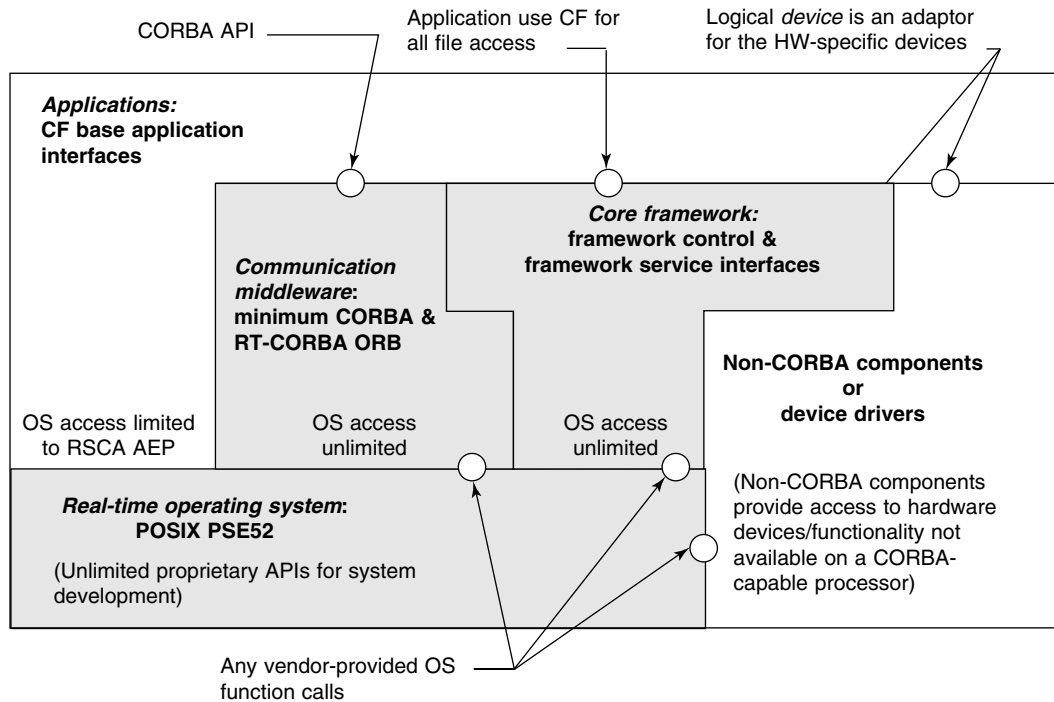 CORBA API
Application use CF for
all file access
Logical device is an adaptor
for the HW-specific devices
Applications:
CF base application
interfaces
Communication
middleware:
minimum CORBA &
RT-CORBA ORB
Core framework:
framework control &
framework service interfaces
Non-CORBA components
or
device drivers
(Non-CORBA components
provide access to hardware
devices/functionality not
available on a CORBA-
capable processor)
OS access limited
to RSCA AEP
OS access
unlimited
OS access
unlimited
Real-time operating system:
POSIX PSE52
(Unlimited proprietary APIs for system
development)
Any vendor-provided OS
function calls